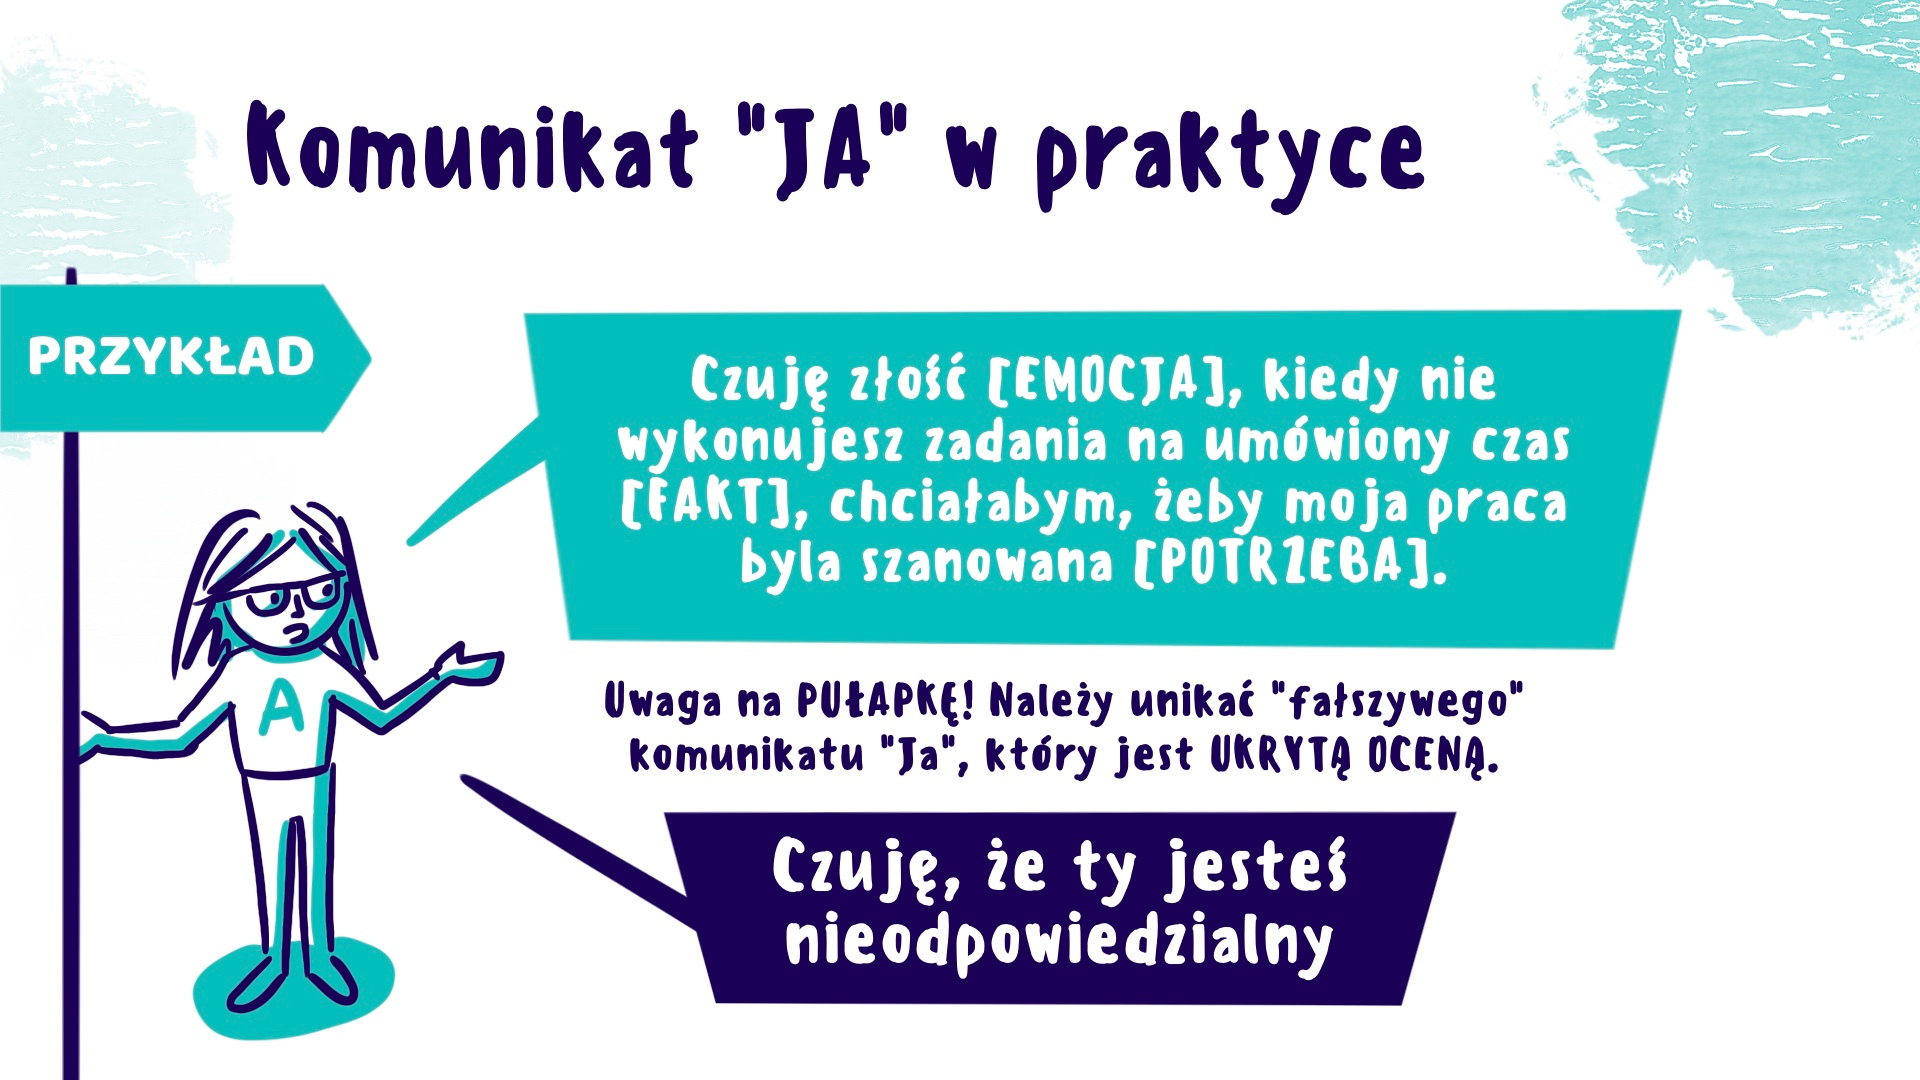 Komunikat "JA" w praktyce
PRZYKŁAD
Czuję złość [EMOCJA], kiedy nie
wykonujesz zadania na umówiony czas
[FAKT], chciałabym, żeby moja praca
byla szanowana [POTRZEBA].
A
Uwaga na PUŁAPKĘ! Należy unikać "fałszywego"
komunikatu "Ja", który jest UKRYTĄ OCENĄ.
Czuję, że ty jesteś
nieodpowiedzialny